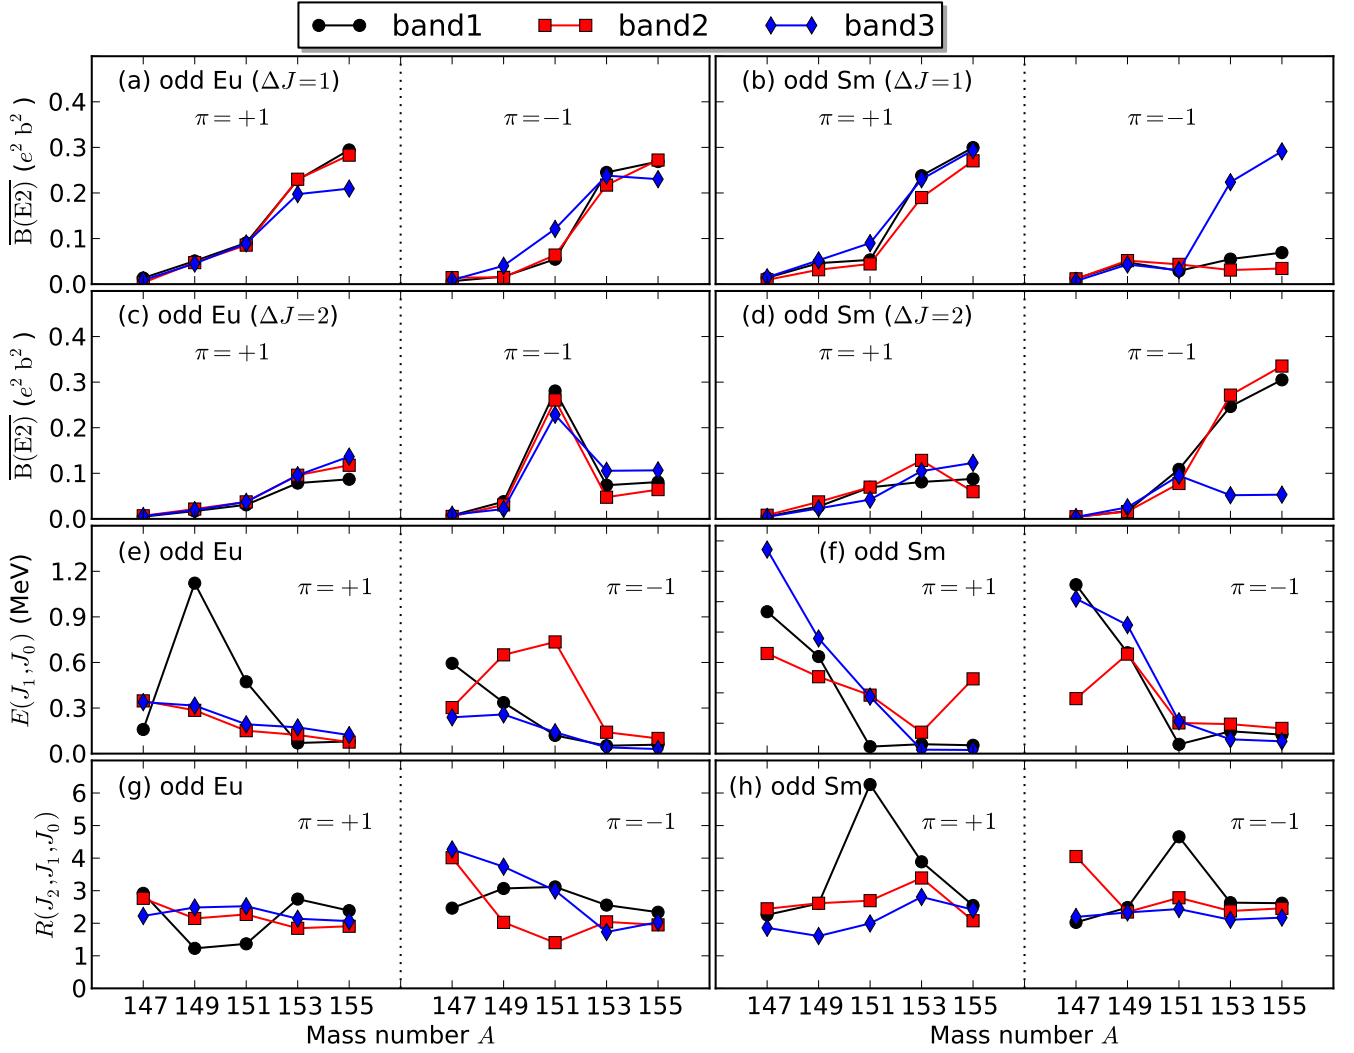 band1 band2 band3
(a) odd Eu (ΔJ=1)
π=+1 π=−1
(b) odd Sm (ΔJ=1)
π=+1 π=−1
B(E2) (e² b²)
0.4
0.3
0.2
0.1
0.0
(c) odd Eu (ΔJ=2)
π=+1 π=−1
(d) odd Sm (ΔJ=2)
π=+1 π=−1
B(E2) (e² b²)
0.4
0.3
0.2
0.1
0.0
(e) odd Eu
π=+1 π=−1
(f) odd Sm
π=+1 π=−1
E(J₁,J₀) (MeV)
1.2
0.9
0.6
0.3
0.0
(g) odd Eu
π=+1 π=−1
(h) odd Sm
π=+1 π=−1
R(J₂,J₁,J₀)
6
5
4
3
2
1
0
147 149 151 153 155 147 149 151 153 155 147 149 151 153 155 147 149 151 153 155
Mass number A Mass number A